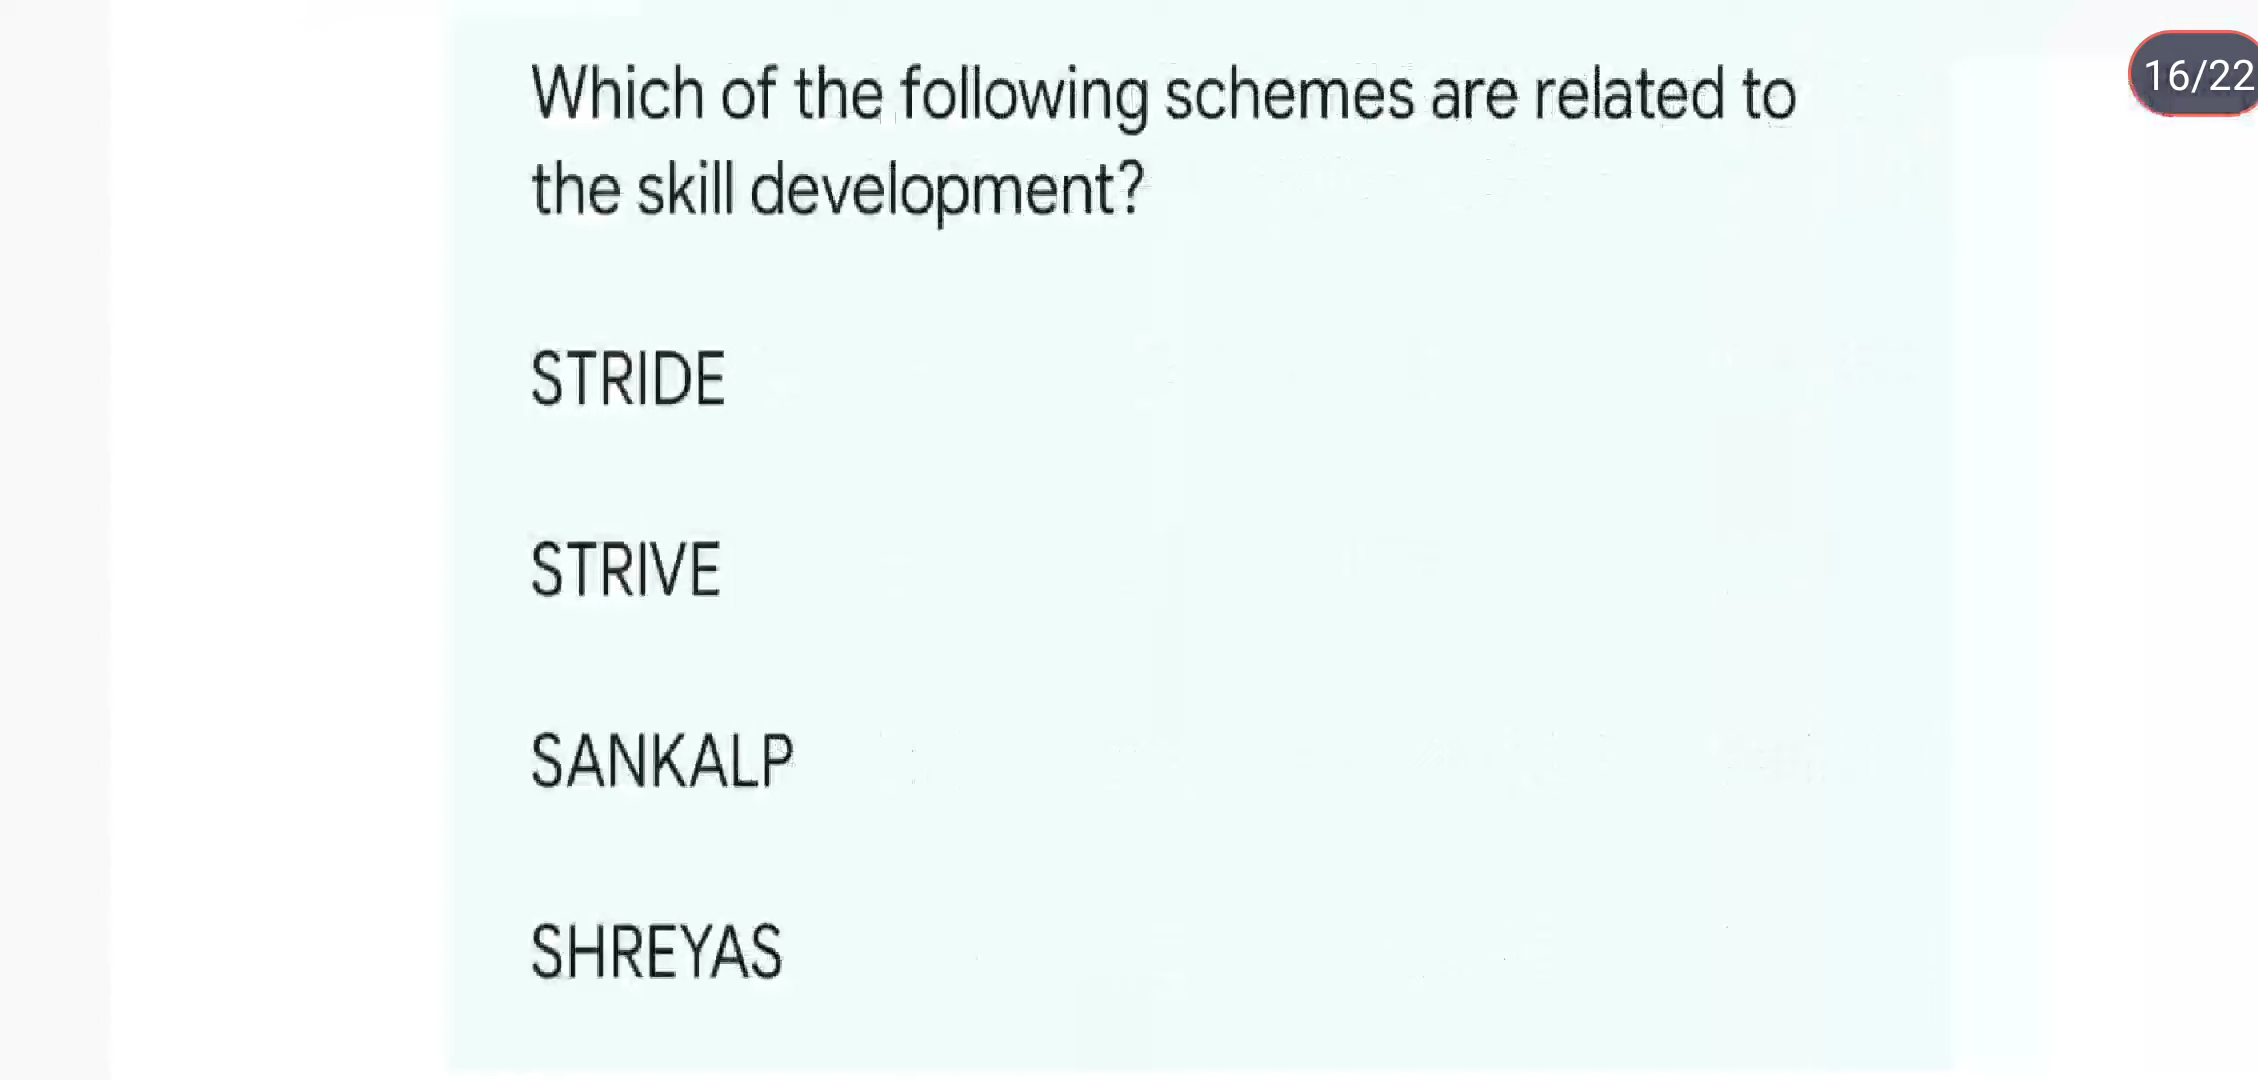 Which of the following schemes are related to
16/22
the skill development?
STRIDE
STRIVE
SANKALP
SHREYAS